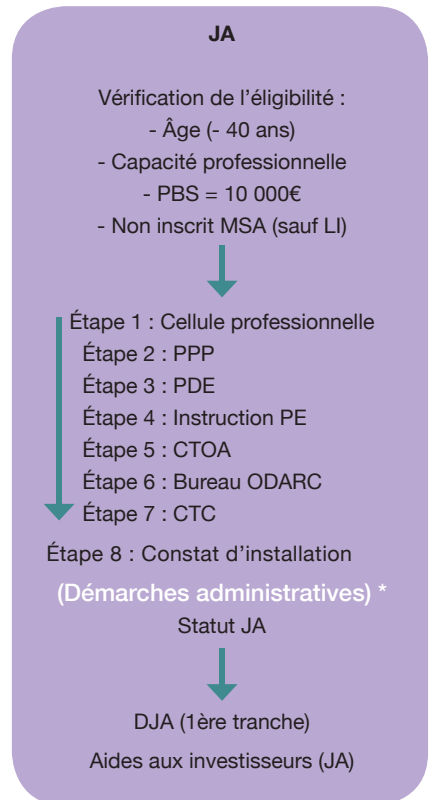 JA
Vérification de l'éligibilité :
- Âge (- 40 ans)
- Capacité professionnelle
- PBS = 10 000€
- Non inscrit MSA (sauf LI)
Étape 1 : Cellule professionnelle
Étape 2 : PPP
Étape 3 : PDE
Étape 4 : Instruction PE
Étape 5 : CTOA
Étape 6 : Bureau ODARC
Étape 7 : CTC
Étape 8 : Constat d'installation
(Démarches administratives) *
Statut JA
DJA (1ère tranche)
Aides aux investisseurs (JA)